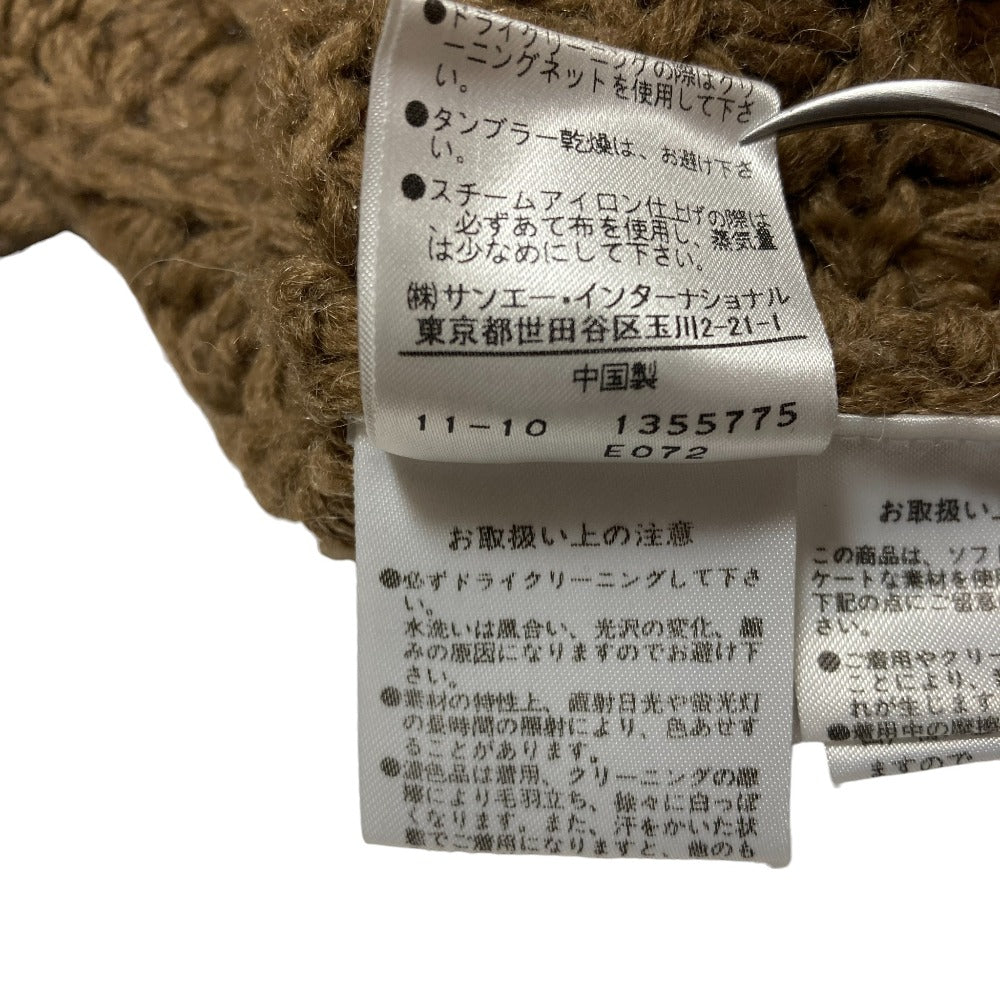 ●ドライクリーニングの際はクリ
ーニングネットを使用して下さ
い。
●タンブラー乾燥は、お避け下さ
い。
●スチームアイロン仕上げの際は
、必ずあて布を使用し、蒸気量
は少なめにして下さい。
㈱サンエー・インターナショナル
東京都世田谷区玉川2-21-1
中国製
11-10 1355775
E072
お取扱い上の注意
●必ずドライクリーニングして下さ
い。
水洗いは風合い、光沢の変化、縮
みの原因になりますのでお避け下
さい。
●素材の特性上、直射日光や蛍光灯
の長時間の照射により、色あせす
ることがあります。
●濃色品は着用、クリーニングの摩
擦により毛羽立ち、徐々に白っぽ
くなります。また、汗をかいた状
態でご着用になりますと、他のも
お取扱い上
この商品は、ソフト
ケートな素材を使用
下記の点にご留意
さい。
●ご着用やクリー
ことにより、
れが生します
●着用中の摩擦
ますので